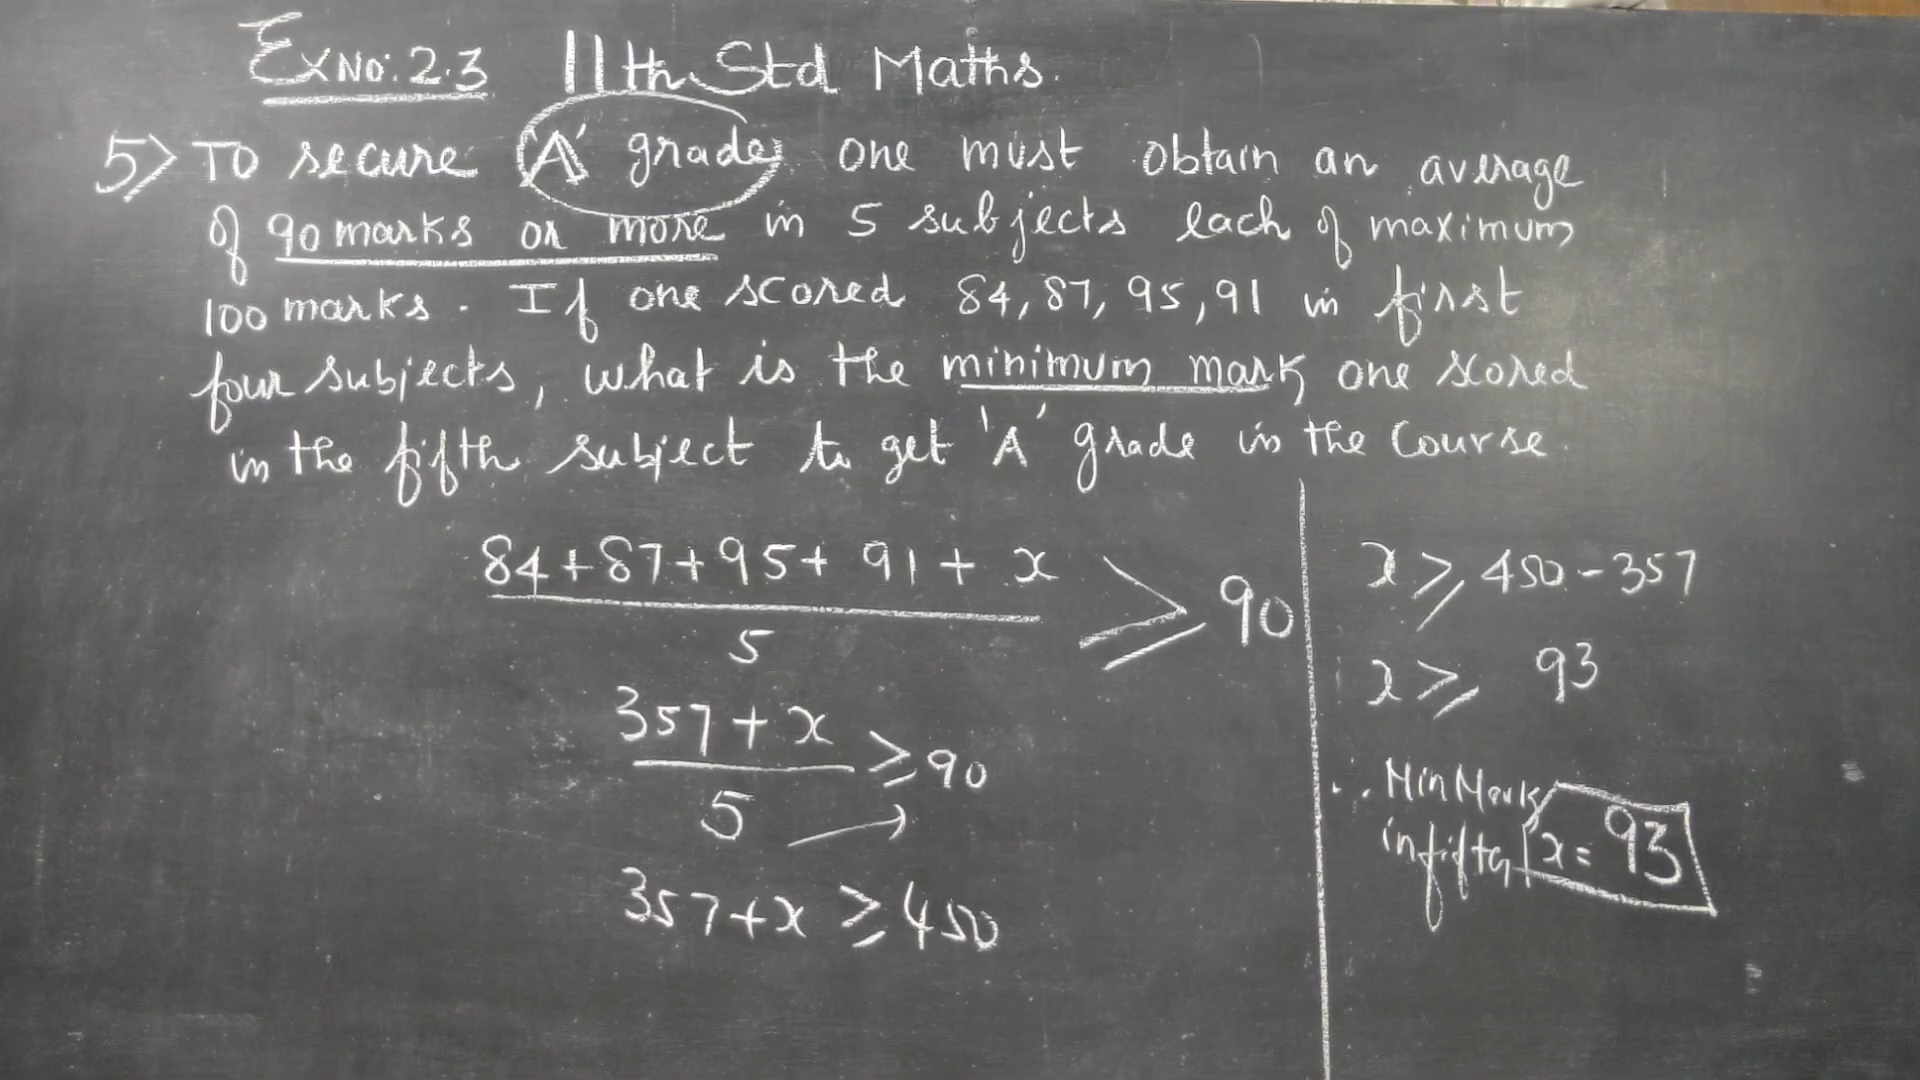 Ex No: 2.3 11th Std Maths.
5> To secure 'A' grade one must obtain an average
of 90 marks or more in 5 subjects each of maximum
100 marks. If one scored 84, 87, 95, 91 in first
four subjects, what is the minimum mark one scored
in the fifth subject to get 'A' grade in the course.
84+87+95+91+x
5
≥ 90
357+x
5
≥ 90
357+x ≥ 450
x ≥ 450-357
x ≥ 93
∴ Min Mark
in fifth x = 93